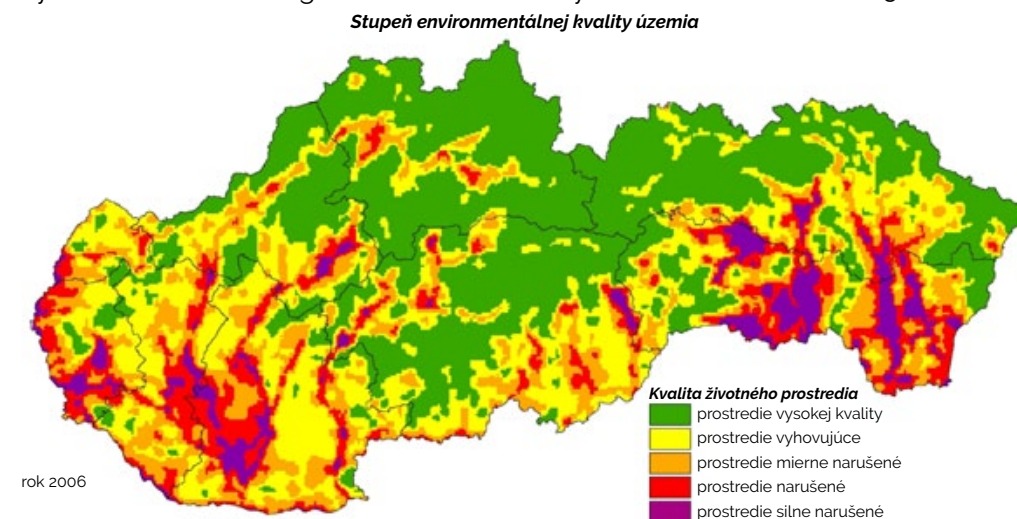 Stupeň environmentálnej kvality územia
Kvalita životného prostredia
prostredie vysokej kvality
prostredie vyhovujúce
prostredie mierne narušené
prostredie narušené
prostredie silne narušené
rok 2006